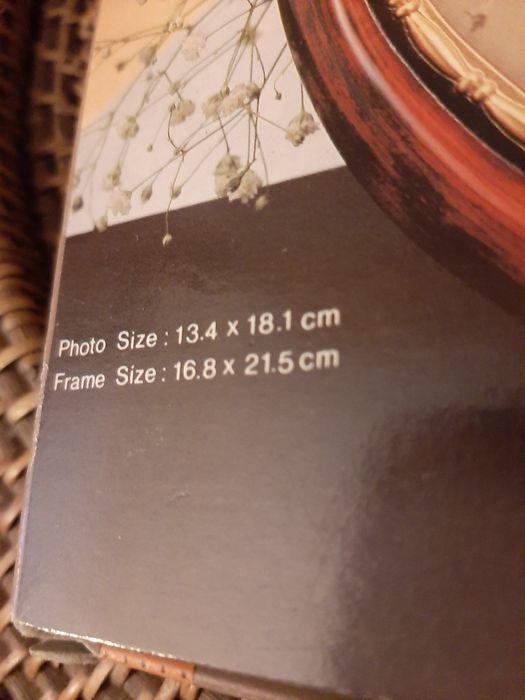 Photo Size : 13.4 x 18.1 cm
Frame Size : 16.8 x 21.5 cm